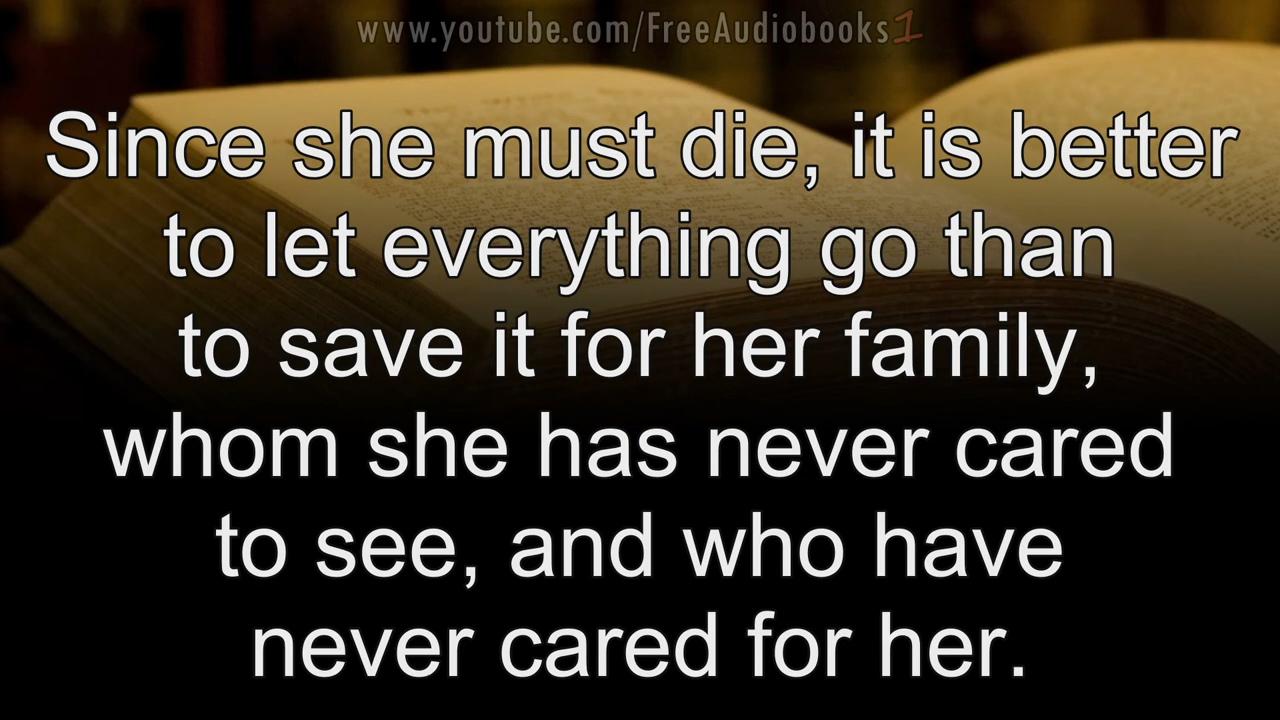 www.youtube.com/FreeAudiobooks1
Since she must die, it is better
to let everything go than
to save it for her family,
whom she has never cared
to see, and who have
never cared for her.